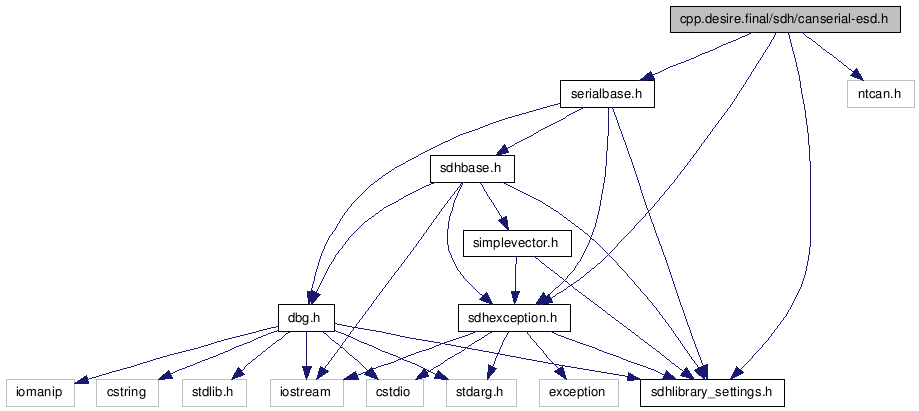 cpp.desire.final/sdh/canserial-esd.h
serialbase.h
ntcan.h
sdhbase.h
simplevector.h
dbg.h
sdhexception.h
iomanip
cstring
stdlib.h
iostream
cstdio
stdarg.h
exception
sdhlibrary_settings.h